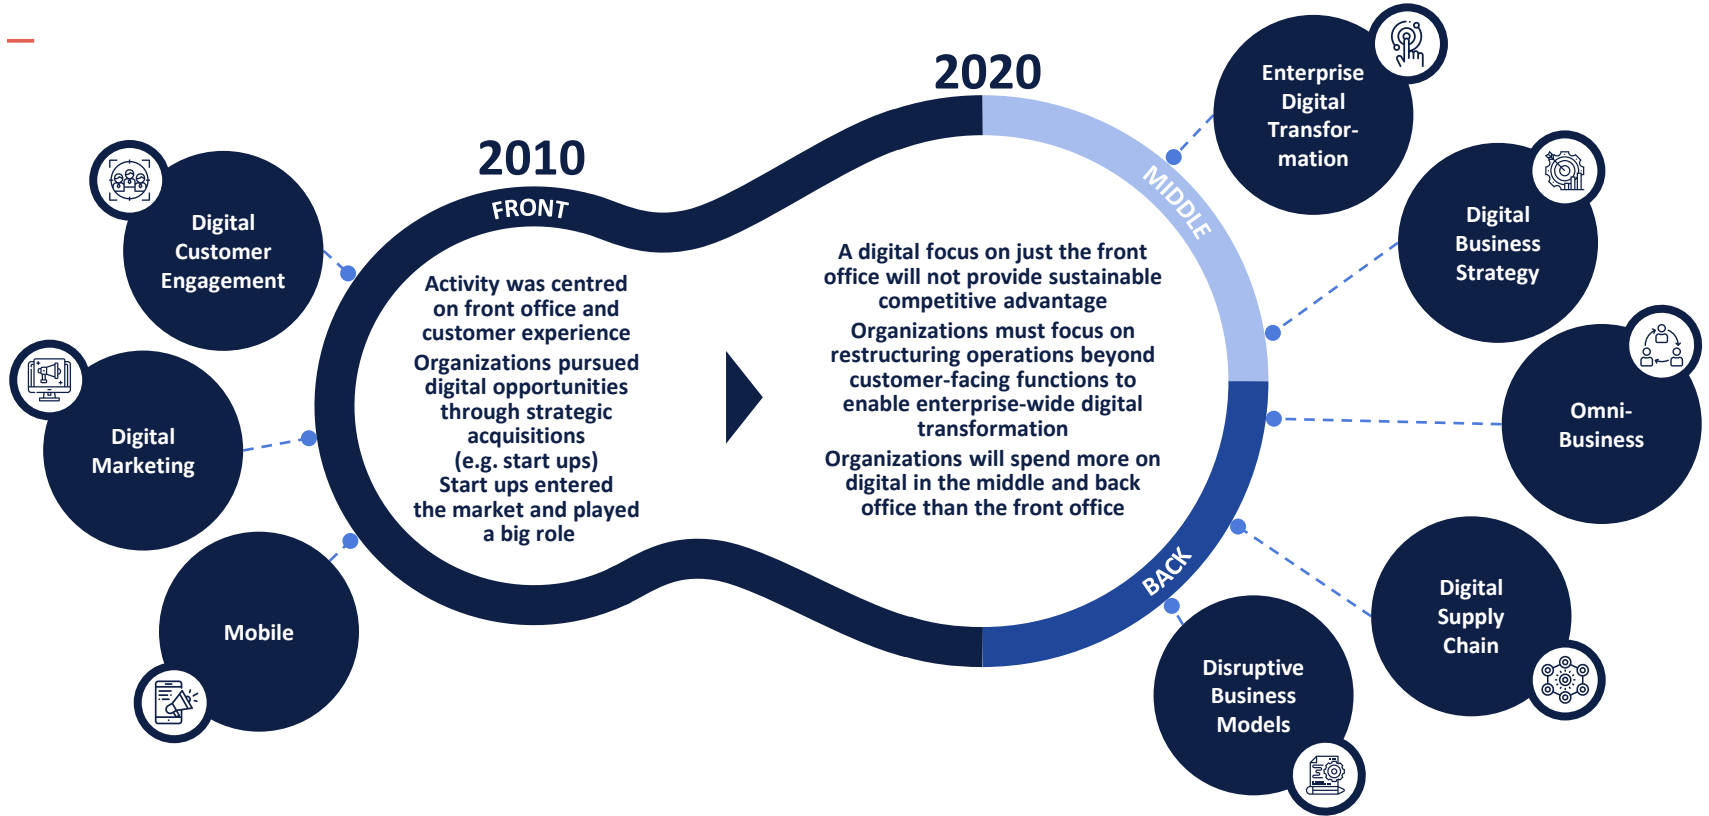 2010
FRONT
Digital
Customer
Engagement
Digital
Marketing
Mobile
Activity was centred
on front office and
customer experience
Organizations pursued
digital opportunities
through strategic
acquisitions
(e.g. start ups)
Start ups entered
the market and played
a big role
2020
A digital focus on just the front
office will not provide sustainable
competitive advantage
Organizations must focus on
restructuring operations beyond
customer-facing functions to
enable enterprise-wide digital
transformation
Organizations will spend more on
digital in the middle and back
office than the front office
MIDDLE
BACK
Enterprise
Digital
Transfor-
mation
Digital
Business
Strategy
Omni-
Business
Digital
Supply
Chain
Disruptive
Business
Models